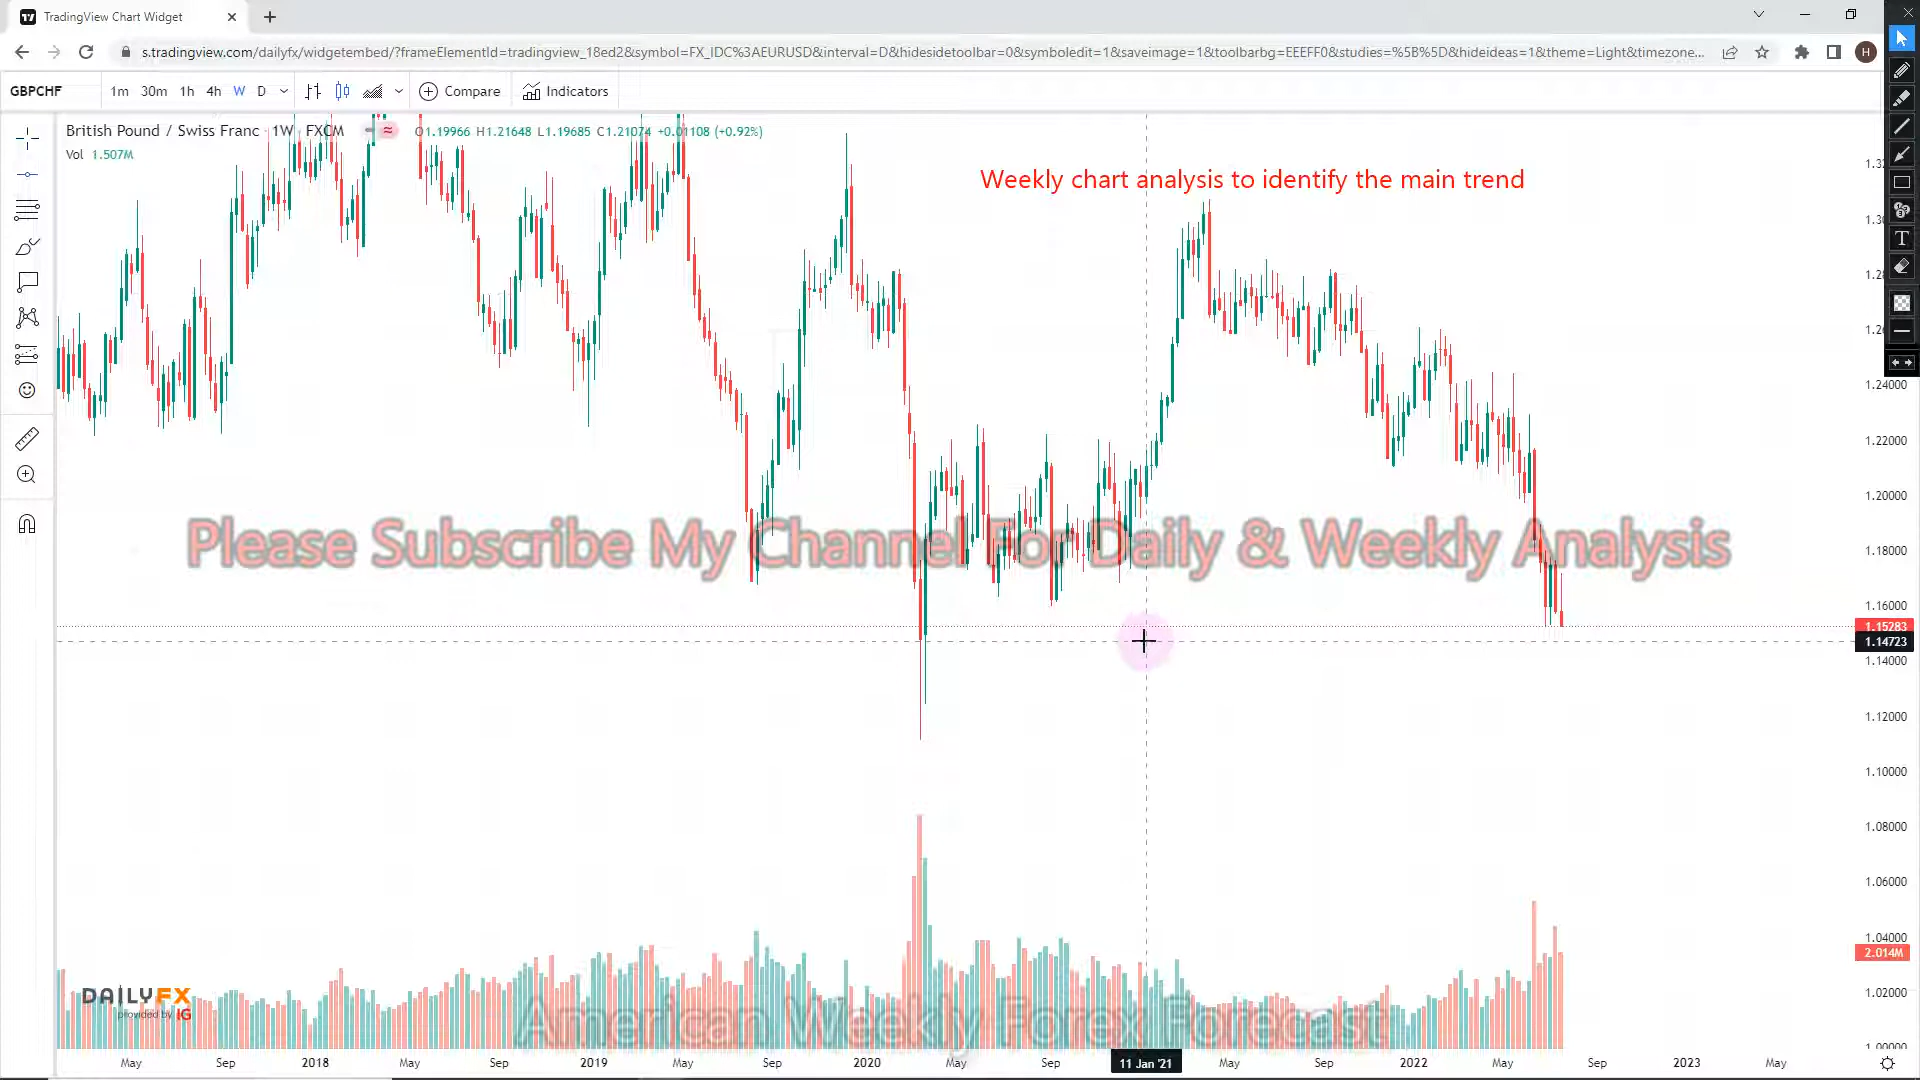 TradingView Chart Widget
s.tradingview.com/dailyfx/widgetembed/?frameElementId=tradingview_18ed2&symbol=FX_IDC%3AEURUSD&interval=D&hidesidetoolbar=0&symboledit=1&saveimage=1&toolbarbg=EEEFF0&studies=%5B%5D&hideideas=1&theme=Light&timezone...
H
GBPCHF 1m 30m 1h 4h W D Compare Indicators
British Pound / Swiss Franc · 1W · FXCM O1.19966 H1.21648 L1.19685 C1.21074 +0.01108 (+0.92%)
Vol 1.507M
Weekly chart analysis to identify the main trend
1.24000
1.22000
1.20000
Please Subscribe My Channel For Daily & Weekly Analysis
1.18000
1.16000
1.15283
1.14723
1.14000
1.12000
1.10000
1.08000
1.06000
1.04000
2.014M
1.02000
DAILYFX
provided by IG
American Weekly Forex Forecast
May Sep 2018 May Sep 2019 May Sep 2020 May Sep 11 Jan '21 May Sep 2022 May Sep 2023 May